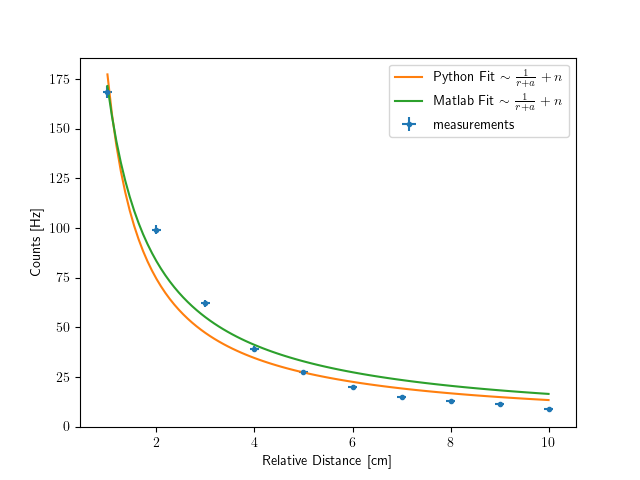 Python Fit ∼ 1/(r+a) + n
Matlab Fit ∼ 1/(r+a) + n
measurements
Counts [Hz]
175
150
125
100
75
50
25
0
2
4
6
8
10
Relative Distance [cm]